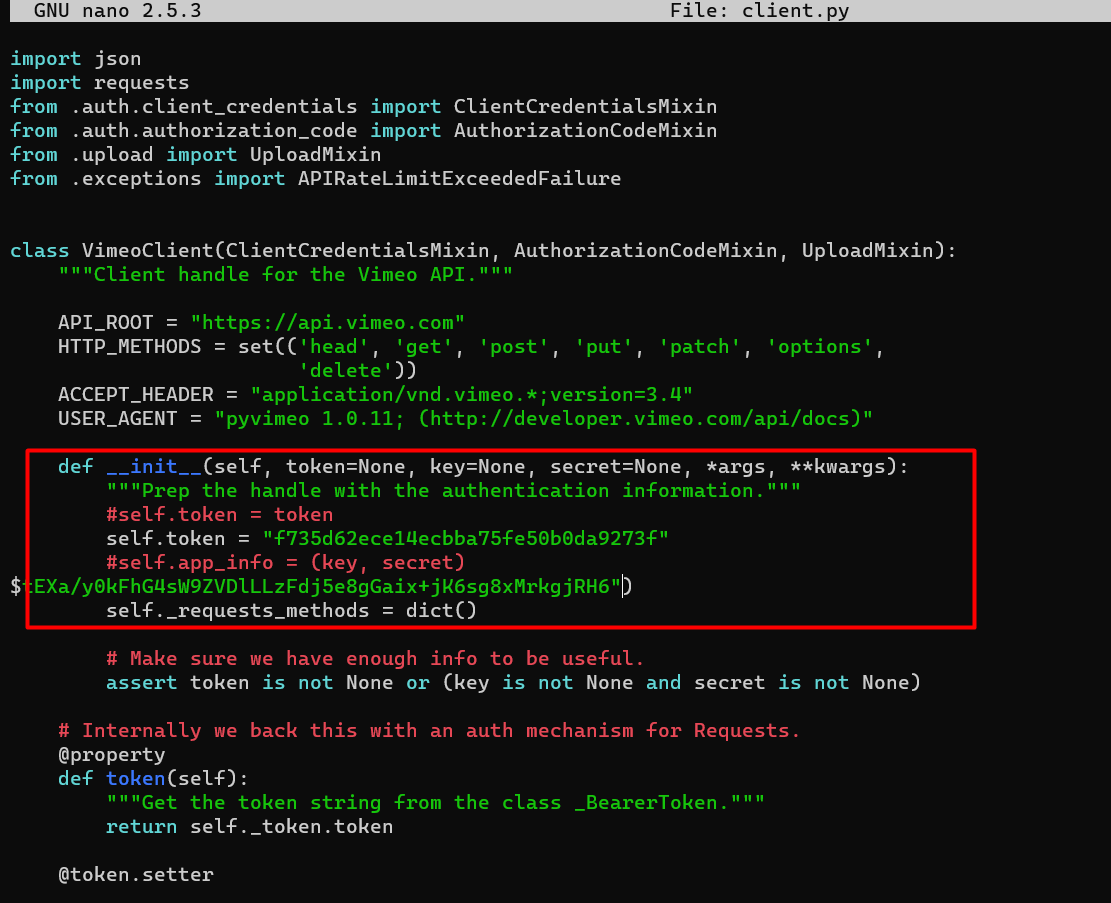 GNU nano 2.5.3 File: client.py
import json
import requests
from .auth.client_credentials import ClientCredentialsMixin
from .auth.authorization_code import AuthorizationCodeMixin
from .upload import UploadMixin
from .exceptions import APIRateLimitExceededFailure
class VimeoClient(ClientCredentialsMixin, AuthorizationCodeMixin, UploadMixin):
"""Client handle for the Vimeo API."""
API_ROOT = "https://api.vimeo.com"
HTTP_METHODS = set(('head', 'get', 'post', 'put', 'patch', 'options',
'delete'))
ACCEPT_HEADER = "application/vnd.vimeo.*;version=3.4"
USER_AGENT = "pyvimeo 1.0.11; (http://developer.vimeo.com/api/docs)"
def __init__(self, token=None, key=None, secret=None, *args, **kwargs):
"""Prep the handle with the authentication information."""
#self.token = token
self.token = "f735d62ece14ecbba75fe50b0da9273f"
#self.app_info = (key, secret)
$tEXa/y0kFhG4sW9ZVDlLLzFdj5e8gGaix+jK6sg8xMrkgjRH6")
self._requests_methods = dict()
# Make sure we have enough info to be useful.
assert token is not None or (key is not None and secret is not None)
# Internally we back this with an auth mechanism for Requests.
@property
def token(self):
"""Get the token string from the class _BearerToken."""
return self._token.token
@token.setter